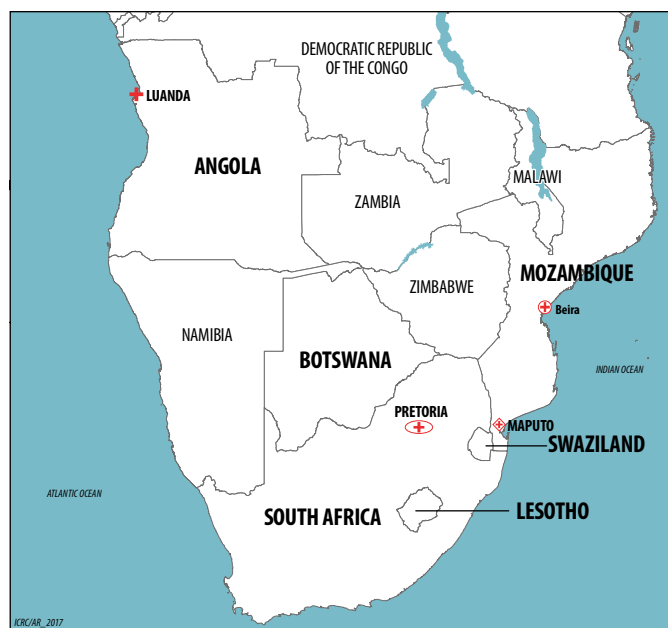 DEMOCRATIC REPUBLIC
OF THE CONGO
LUANDA
ANGOLA
MALAWI
ZAMBIA
MOZAMBIQUE
ZIMBABWE
Beira
NAMIBIA
BOTSWANA
INDIAN OCEAN
PRETORIA
MAPUTO
SWAZILAND
ATLANTIC OCEAN
LESOTHO
SOUTH AFRICA
ICRC/AR_2017